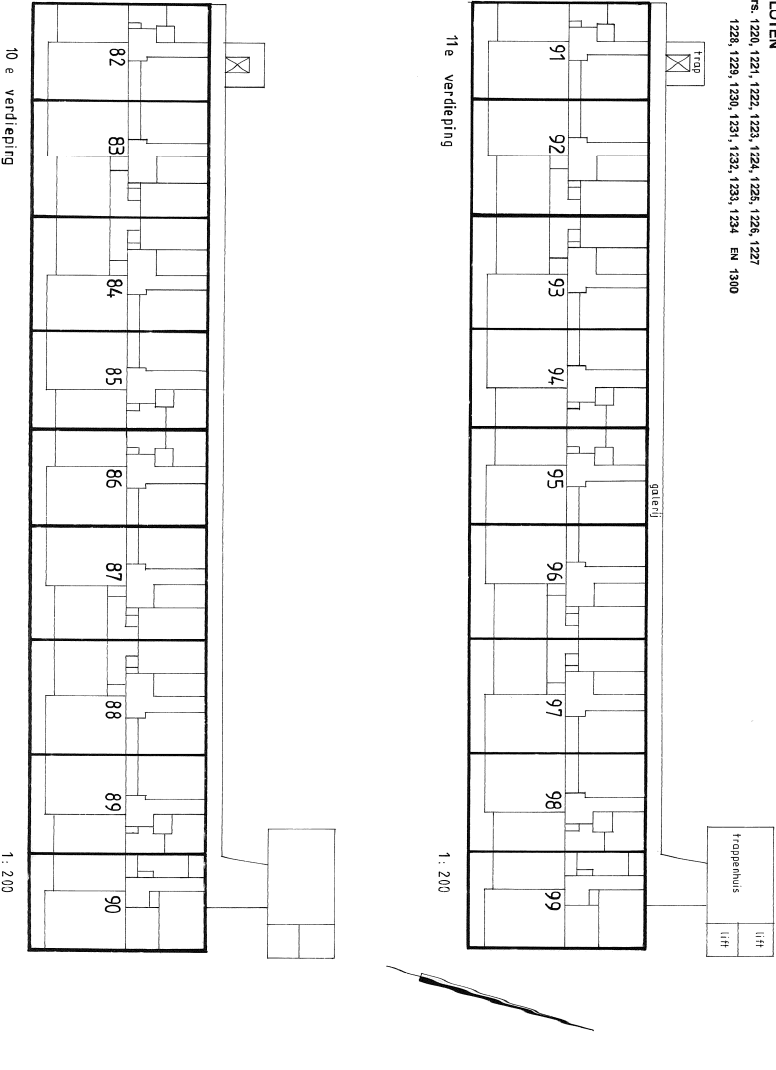 LOTEN
rs. 1220, 1221, 1222, 1223, 1224, 1225, 1226, 1227
1228, 1229, 1230, 1231, 1232, 1233, 1234 EN 1300
trap
galerij
trappenhuis
lift
lift
91
92
93
94
95
96
97
98
99
11e verdieping
1: 200
82
83
84
85
86
87
88
89
90
10 e verdieping
1: 200